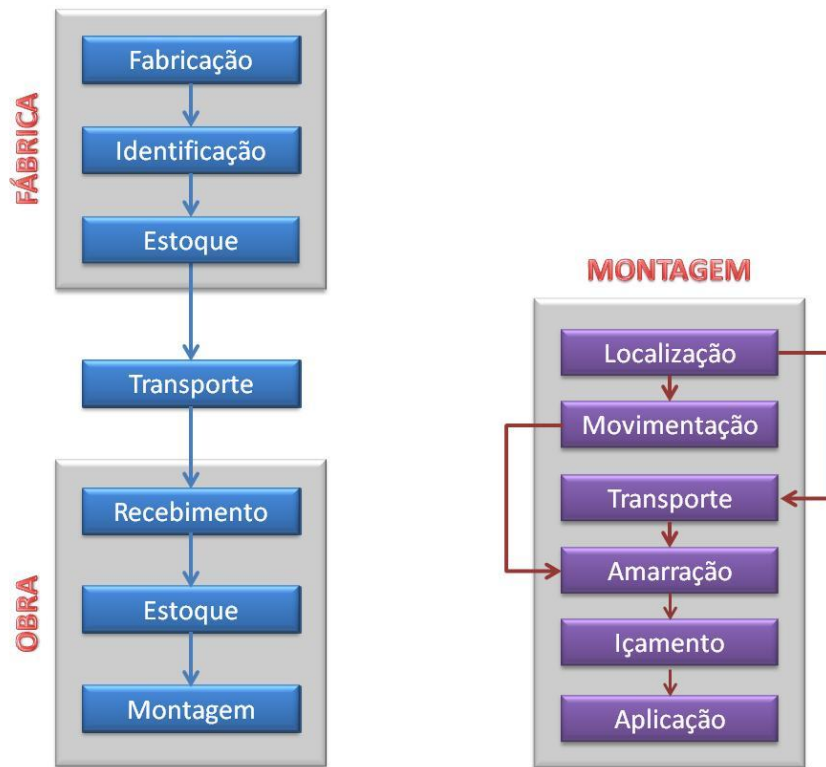 FÁBRICA
Fabricação
Identificação
Estoque
Transporte
OBRA
Recebimento
Estoque
Montagem
MONTAGEM
Localização
Movimentação
Transporte
Amarração
Içamento
Aplicação